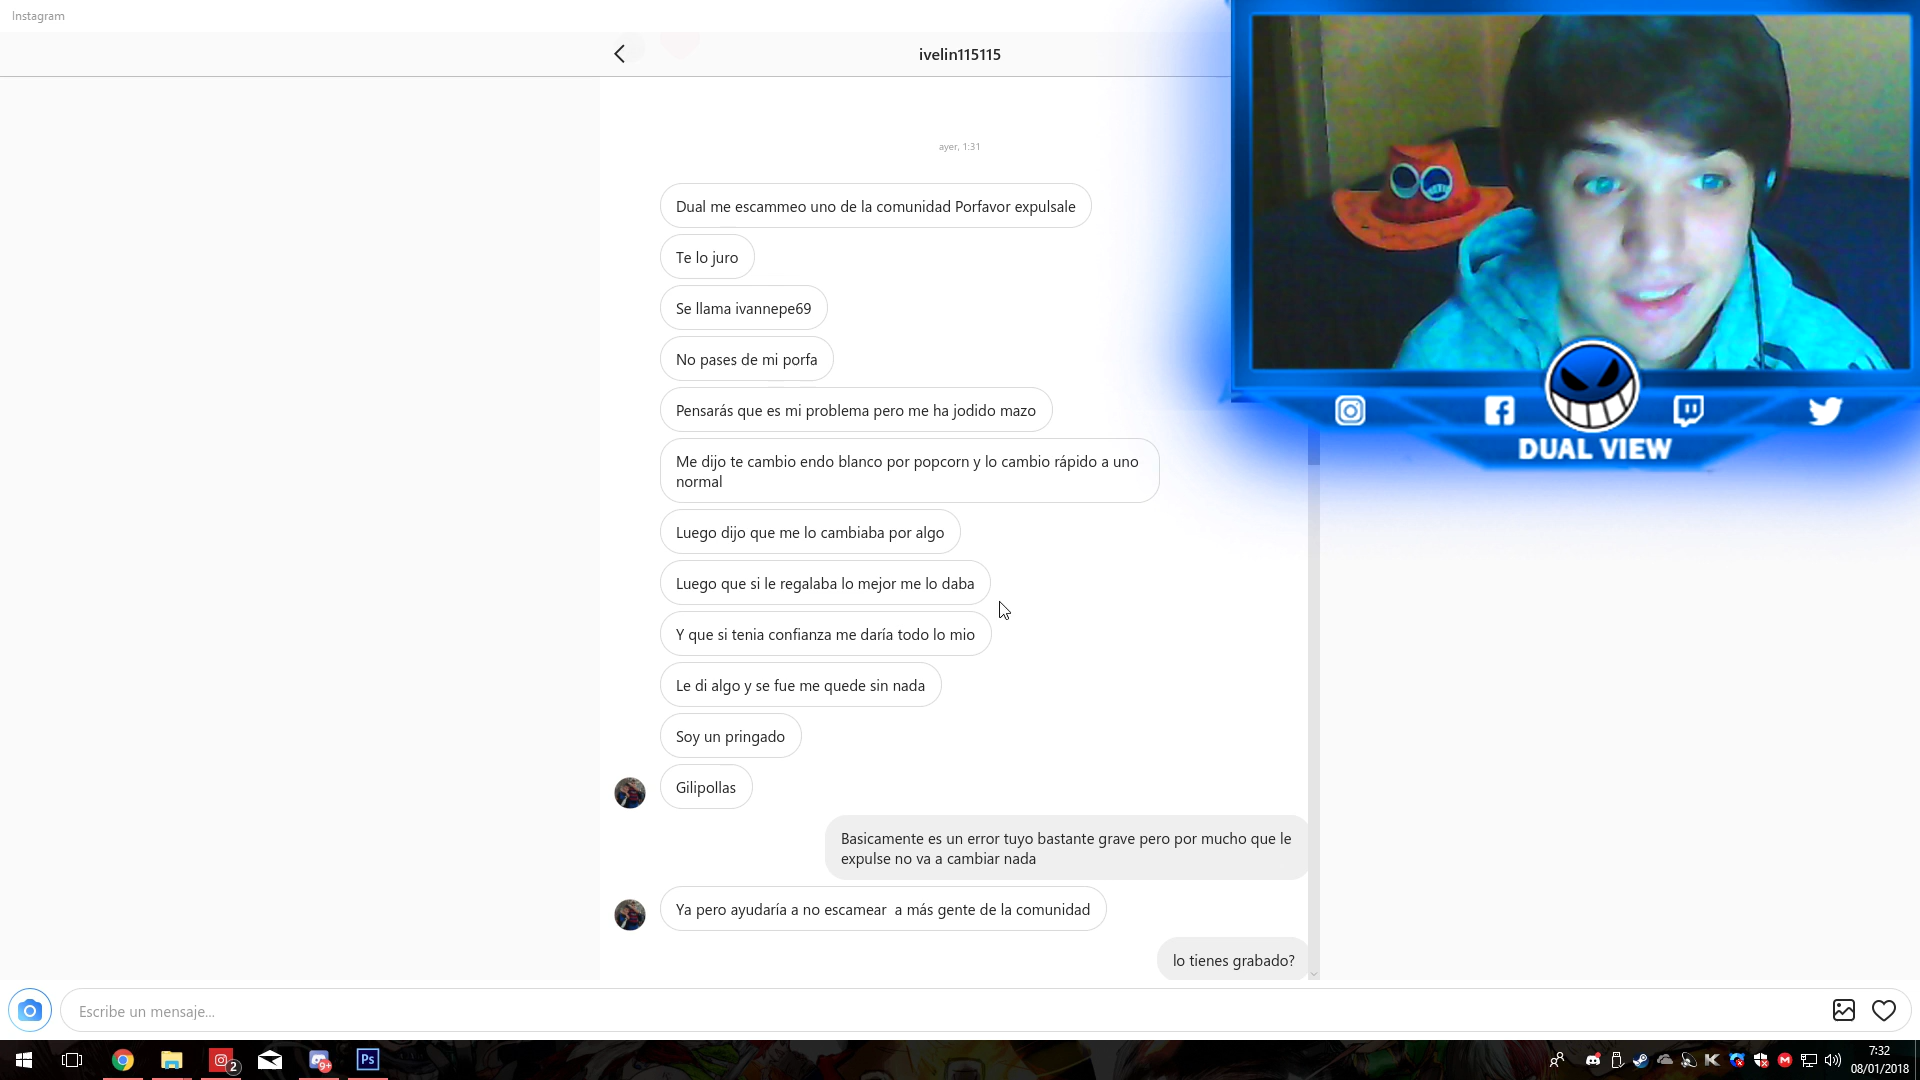 Instagram
ivelin115115
ayer, 1:31
Dual me escammeo uno de la comunidad Porfavor expulsale
Te lo juro
Se llama ivannepe69
No pases de mi porfa
Pensarás que es mi problema pero me ha jodido mazo
Me dijo te cambio endo blanco por popcorn y lo cambio rápido a uno
normal
Luego dijo que me lo cambiaba por algo
Luego que si le regalaba lo mejor me lo daba
Y que si tenia confianza me daría todo lo mio
Le di algo y se fue me quede sin nada
Soy un pringado
Gilipollas
Basicamente es un error tuyo bastante grave pero por mucho que le
expulse no va a cambiar nada
Ya pero ayudaría a no escamear  a más gente de la comunidad
lo tienes grabado?
DUAL VIEW
Escribe un mensaje...
2
9+
Ps
7:32
08/01/2018